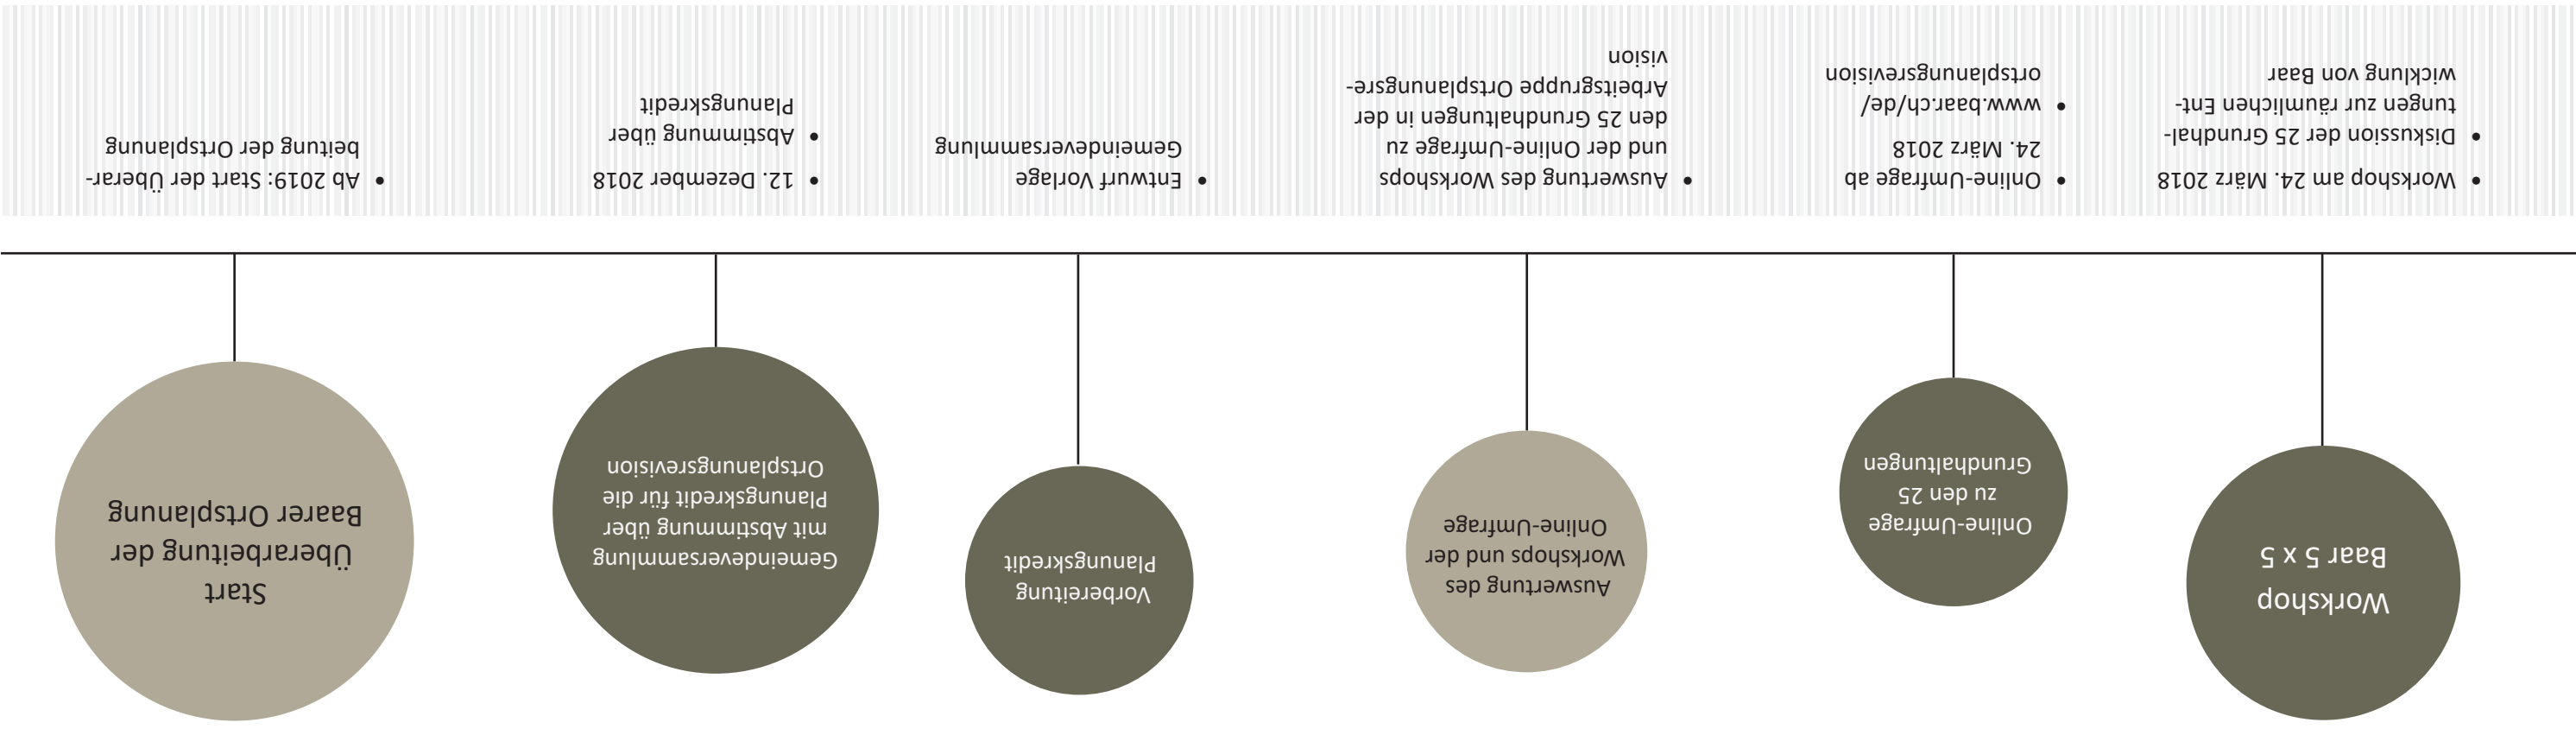 Workshop
Baar 5 x 5
Online-Umfrage
zu den 25
Grundhaltungen
Auswertung des
Workshops und der
Online-Umfrage
Vorbereitung
Planungskredit
Gemeindeversammlung
mit Abstimmung über
Planungskredit für die
Ortsplanungsrevision
Start
Überarbeitung der
Baarer Ortsplanung
• Workshop am 24. März 2018
• Diskussion der 25 Grundhal-
tungen zur räumlichen Ent-
wicklung von Baar
• Online-Umfrage ab
24. März 2018
• www.baar.ch/de/
ortsplanungsrevision
• Auswertung des Workshops
und der Online-Umfrage zu
den 25 Grundhaltungen in der
Arbeitsgruppe Ortsplanungsre-
vision
• Entwurf Vorlage
Gemeindeversammlung
• 12. Dezember 2018
• Abstimmung über
Planungskredit
• Ab 2019: Start der Überar-
beitung der Ortsplanung